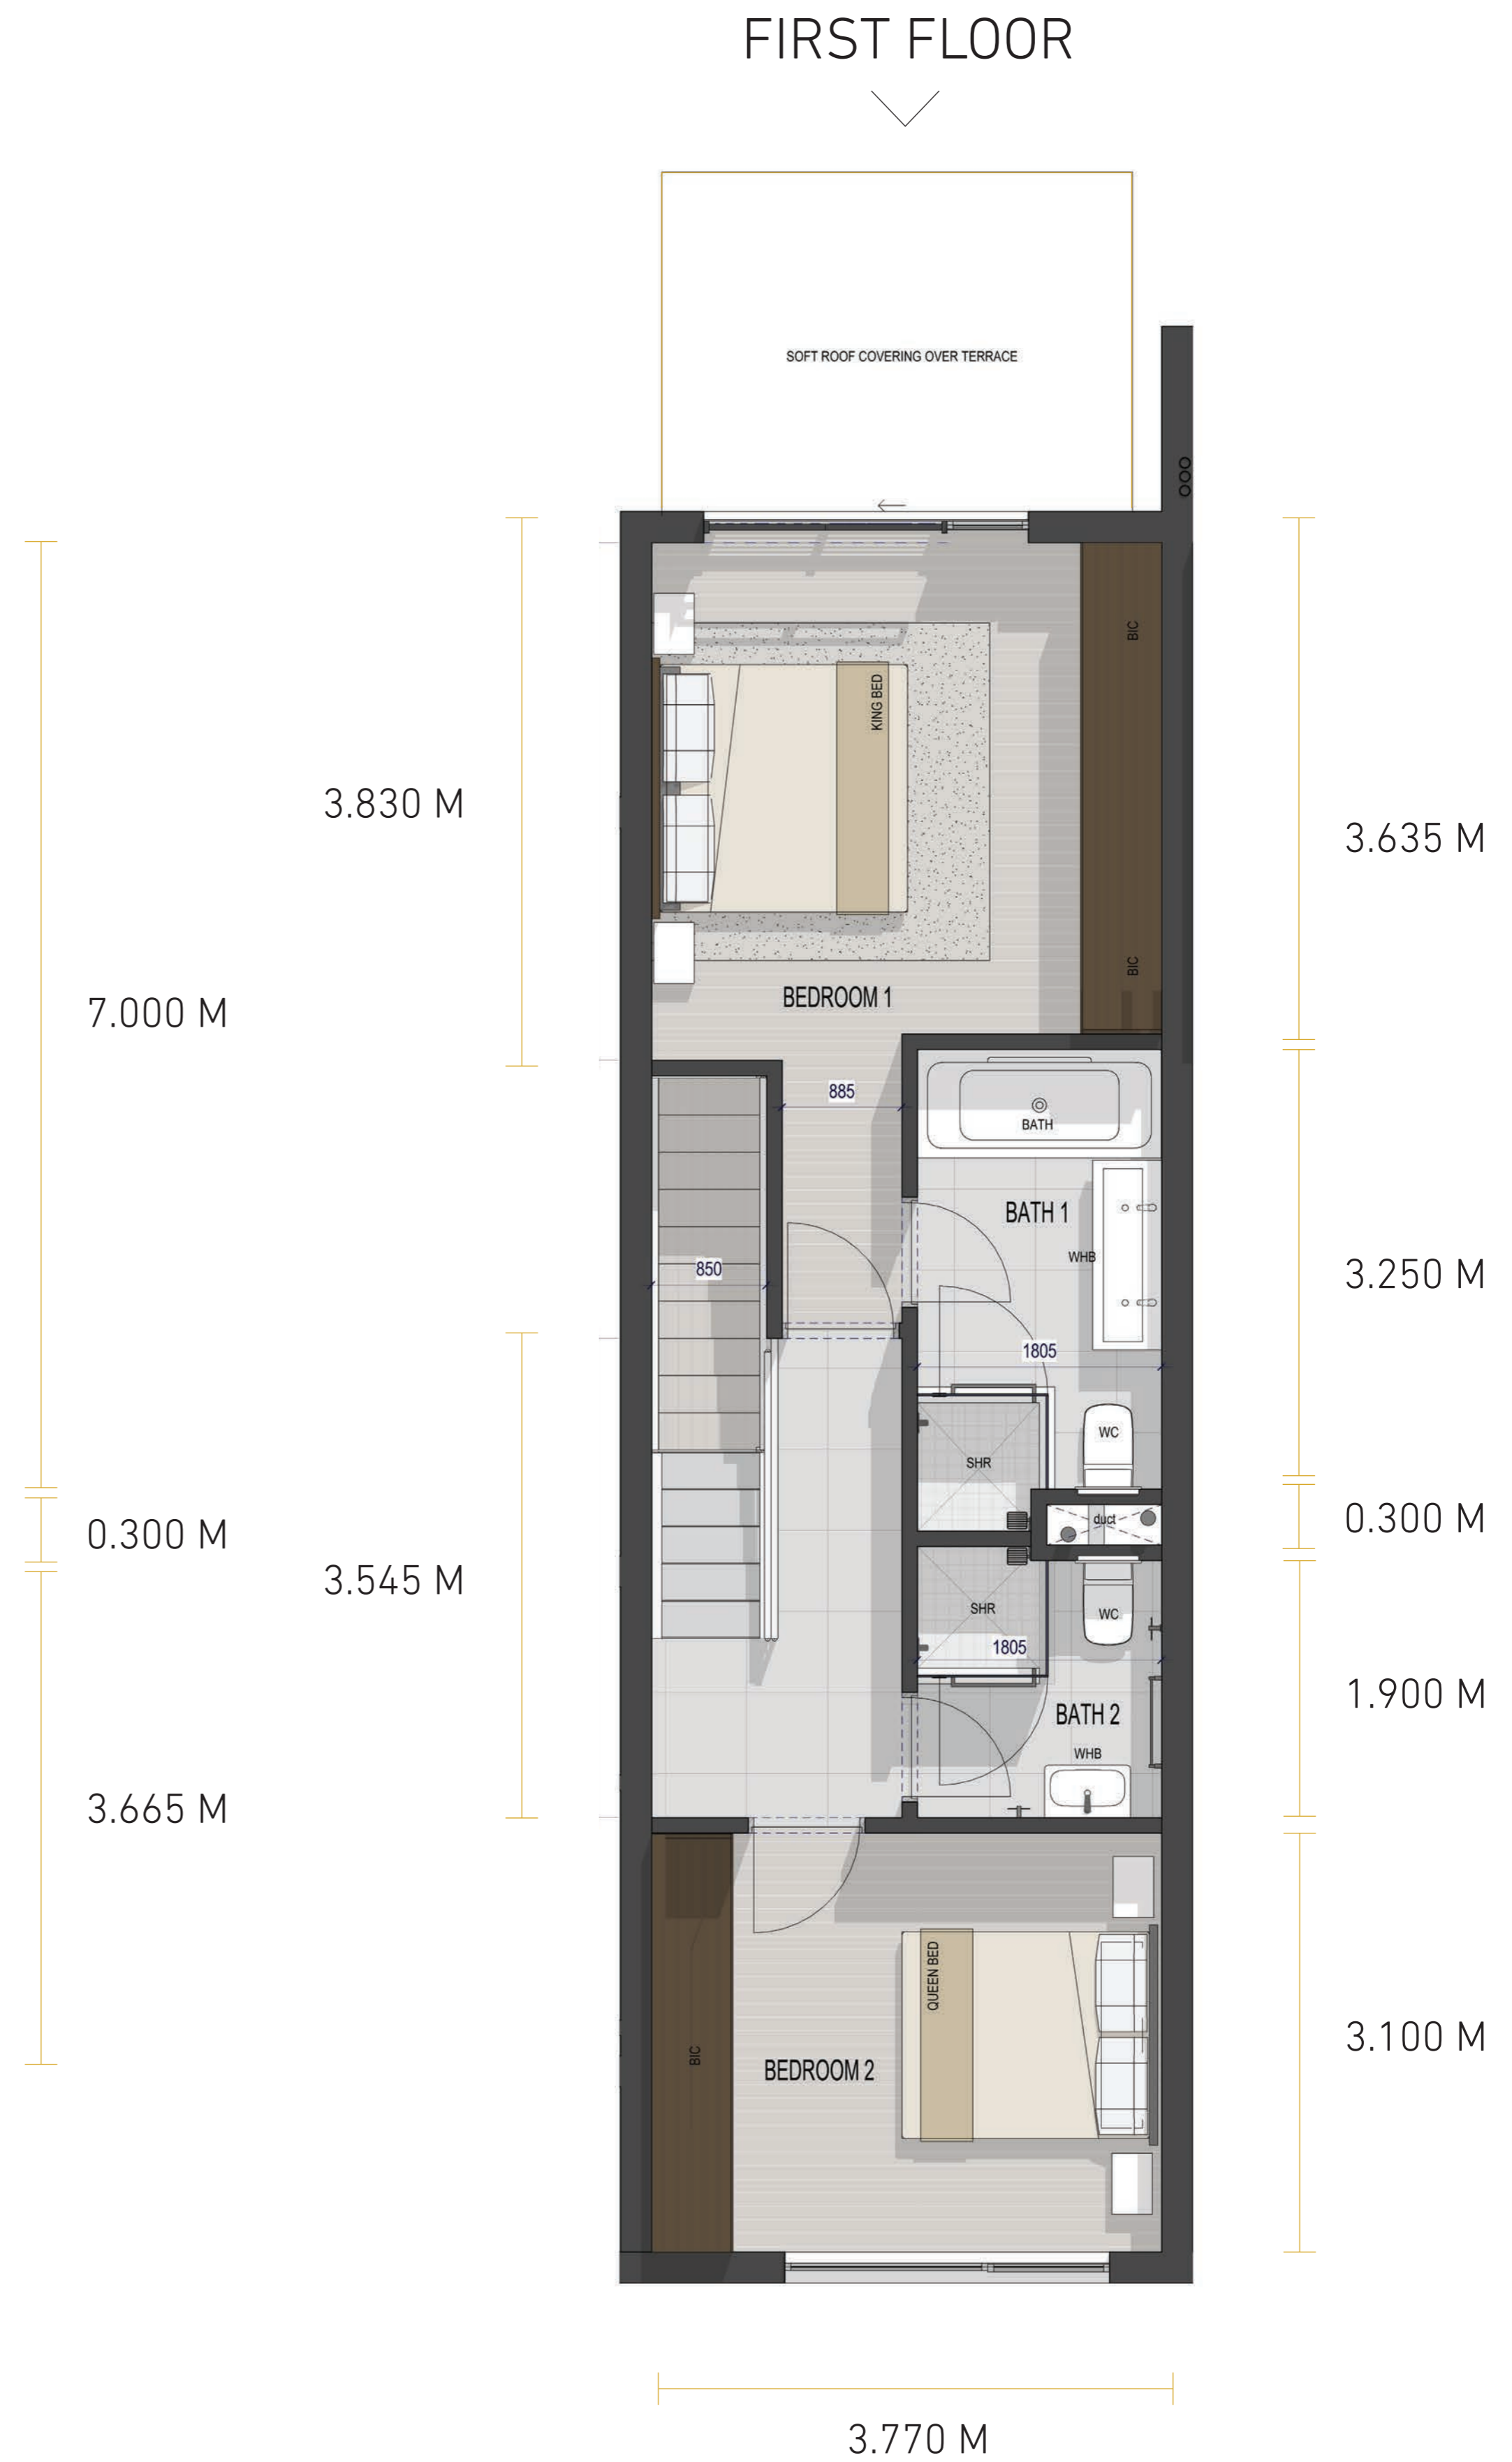 FIRST FLOOR
SOFT ROOF COVERING OVER TERRACE
BIC
KING BED
3.830 M
3.635 M
BIC
BEDROOM 1
7.000 M
885
BATH
BATH 1
WHB
850
3.250 M
1805
WC
SHR
0.300 M
duct
0.300 M
3.545 M
SHR
WC
1805
1.900 M
BATH 2
WHB
3.665 M
QUEEN BED
3.100 M
BIC
BEDROOM 2
3.770 M